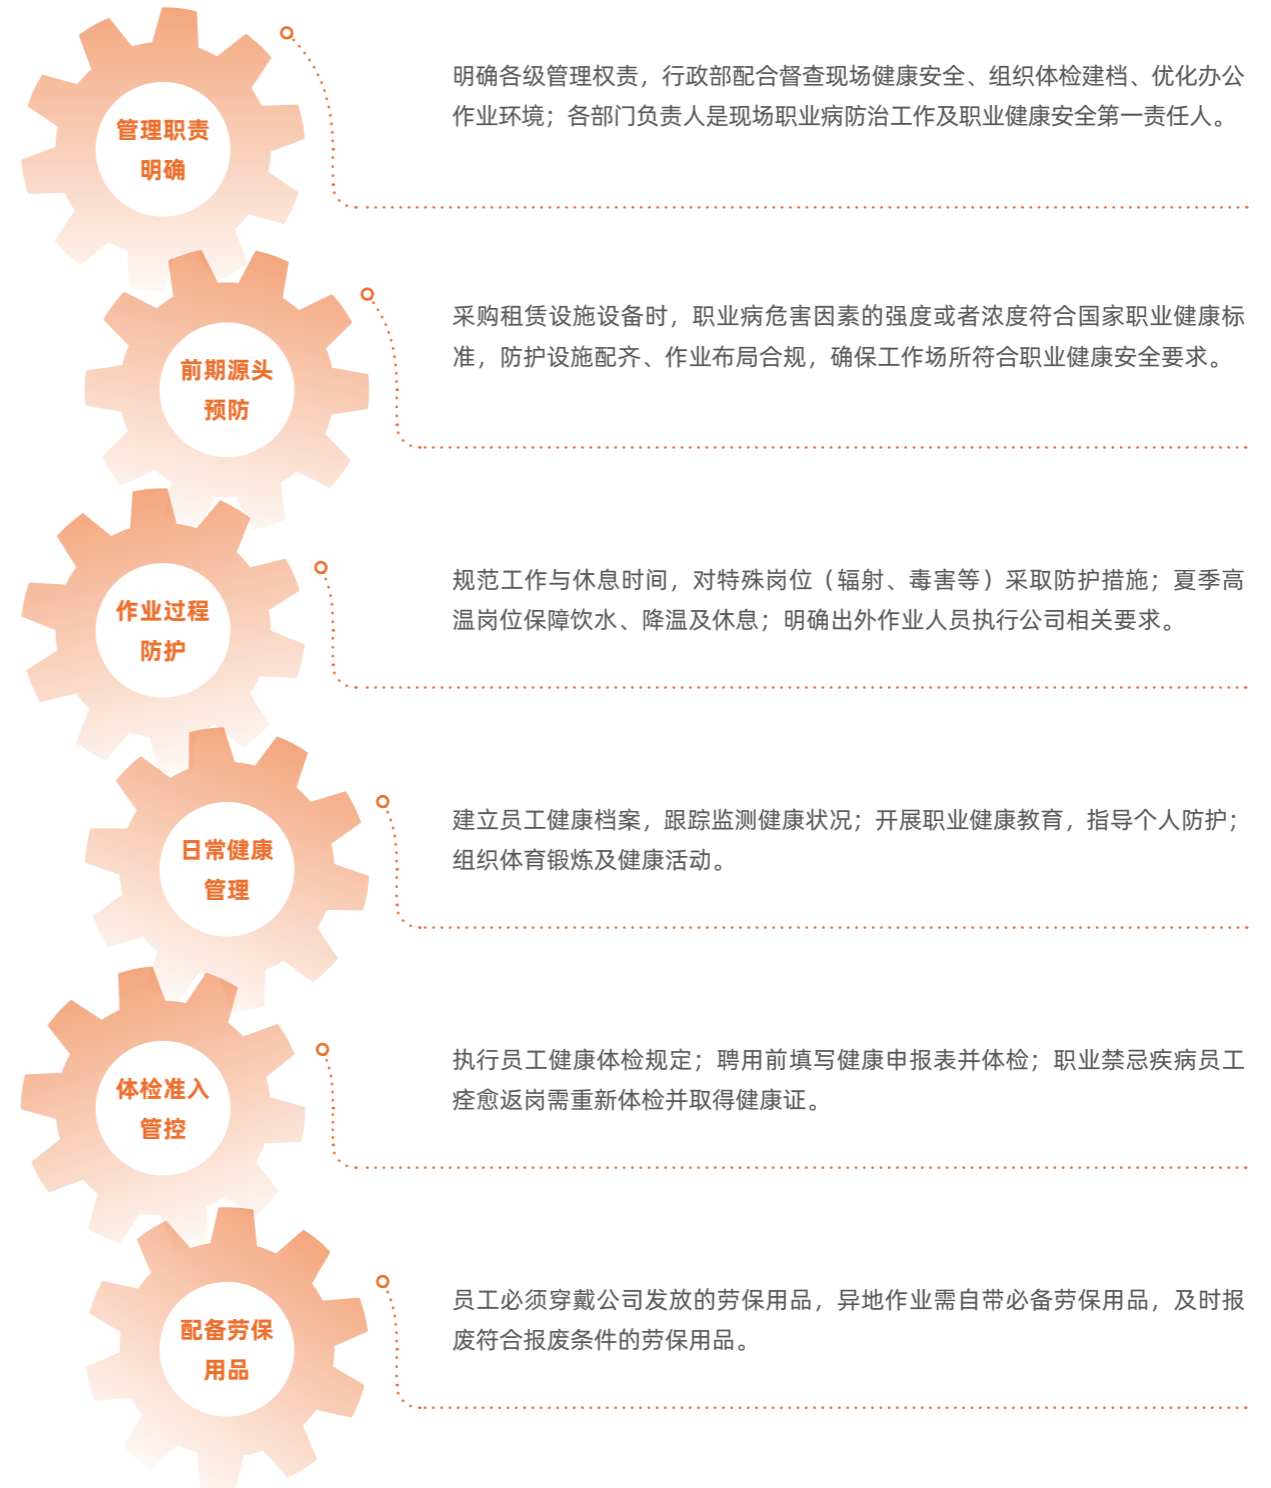 管理职责
明确
明确各级管理权责，行政部配合督查现场健康安全、组织体检建档、优化办公
作业环境；各部门负责人是现场职业病防治工作及职业健康安全第一责任人。
前期源头
预防
采购租赁设施设备时，职业病危害因素的强度或者浓度符合国家职业健康标
准，防护设施配齐、作业布局合规，确保工作场所符合职业健康安全要求。
作业过程
防护
规范工作与休息时间，对特殊岗位（辐射、毒害等）采取防护措施；夏季高
温岗位保障饮水、降温及休息；明确出外作业人员执行公司相关要求。
日常健康
管理
建立员工健康档案，跟踪监测健康状况；开展职业健康教育，指导个人防护；
组织体育锻炼及健康活动。
体检准入
管控
执行员工健康体检规定；聘用前填写健康申报表并体检；职业禁忌疾病员工
痊愈返岗需重新体检并取得健康证。
配备劳保
用品
员工必须穿戴公司发放的劳保用品，异地作业需自带必备劳保用品，及时报
废符合报废条件的劳保用品。